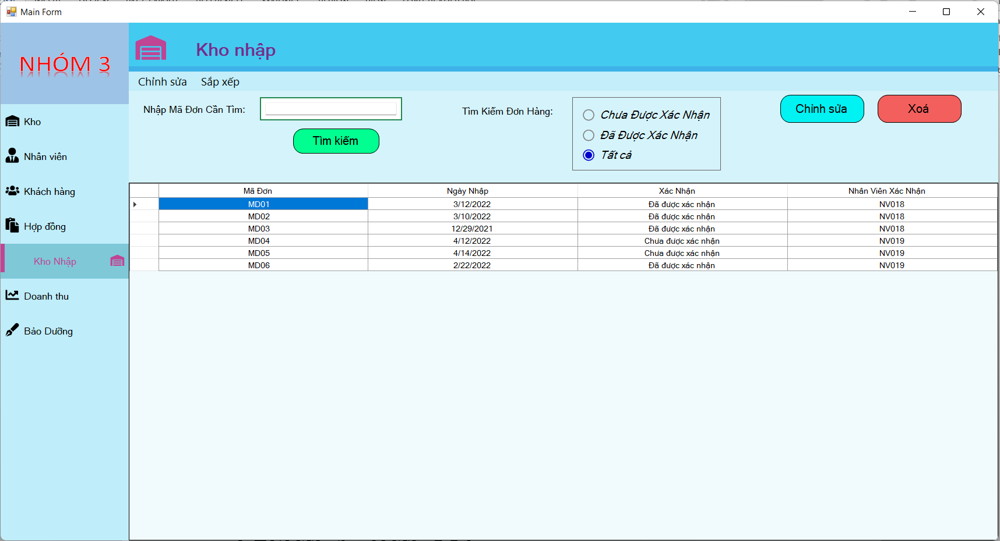 Main Form
NHÓM 3
Kho nhập
Chỉnh sửa Sắp xếp
Nhập Mã Đơn Cần Tìm:
Tìm kiếm
Tìm Kiếm Đơn Hàng:
Chưa Được Xác Nhận
Đã Được Xác Nhận
Tất cả
Chỉnh sửa
Xoá
Kho
Nhân viên
Khách hàng
Hợp đồng
Kho Nhập
Doanh thu
Bảo Dưỡng
Mã Đơn Ngày Nhập Xác Nhận Nhân Viên Xác Nhận
MD01 3/12/2022 Đã được xác nhận NV018
MD02 3/10/2022 Đã được xác nhận NV018
MD03 12/29/2021 Đã được xác nhận NV018
MD04 4/12/2022 Chưa được xác nhận NV019
MD05 4/14/2022 Chưa được xác nhận NV019
MD06 2/22/2022 Đã được xác nhận NV019